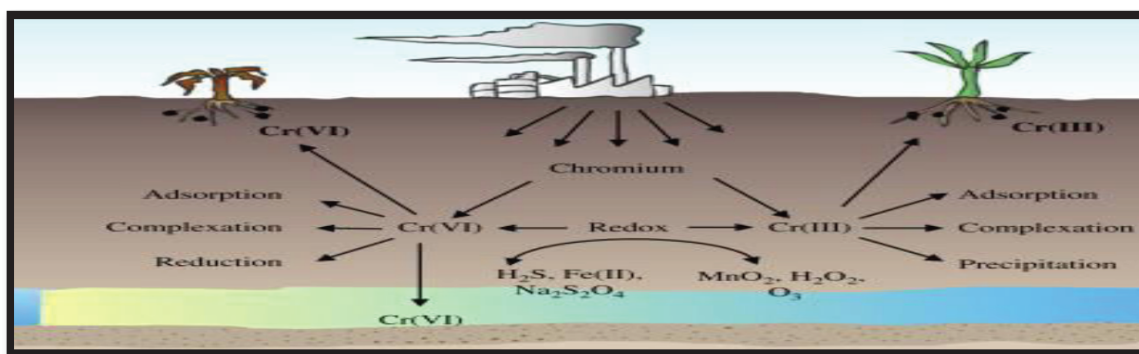 Cr(VI)
Cr(III)
Chromium
Adsorption
Adsorption
Complexation
Cr(VI)
Redox
Cr(III)
Complexation
Reduction
H₂S, Fe(II),
Na₂S₂O₄
MnO₂, H₂O₂,
O₃
Precipitation
Cr(VI)